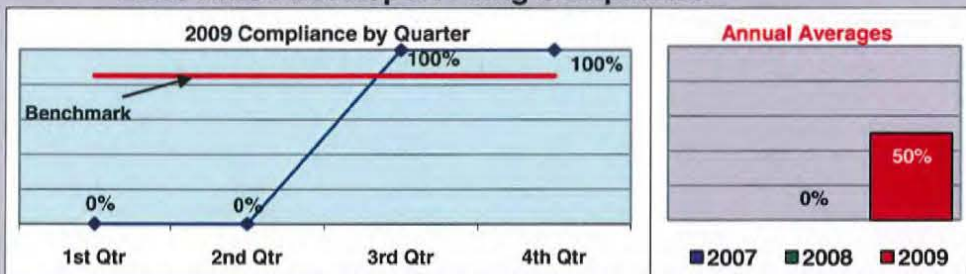 2009 Compliance by Quarter
100%
100%
Benchmark
0%
0%
1st Qtr 2nd Qtr 3rd Qtr 4th Qtr
Annual Averages
50%
0%
2007 2008 2009